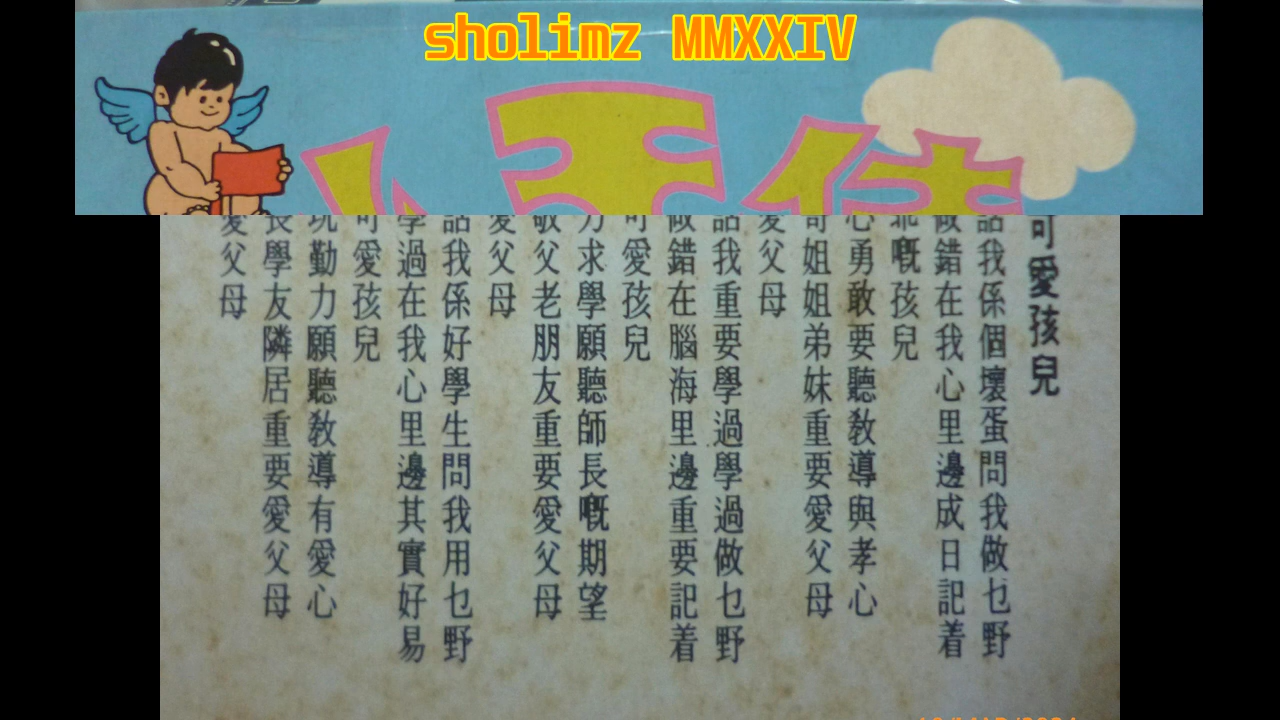 sholimz MMXXIV
小天使
可愛孩兒
話我係個壞蛋問我做乜野
做錯在我心里邊成日記着
乖嘅孩兒
心勇敢要聽教導與孝心
哥姐姐弟妹重要愛父母
愛父母
話我重要學過學過做乜野
做錯在腦海里邊重要記着
可愛孩兒
力求學願聽師長嘅期望
敬父老朋友重要愛父母
愛父母
話我係好學生問我用乜野
學過在我心里邊其實好易
可愛孩兒
玩勤力願聽教導有愛心
長學友隣居重要愛父母
愛父母